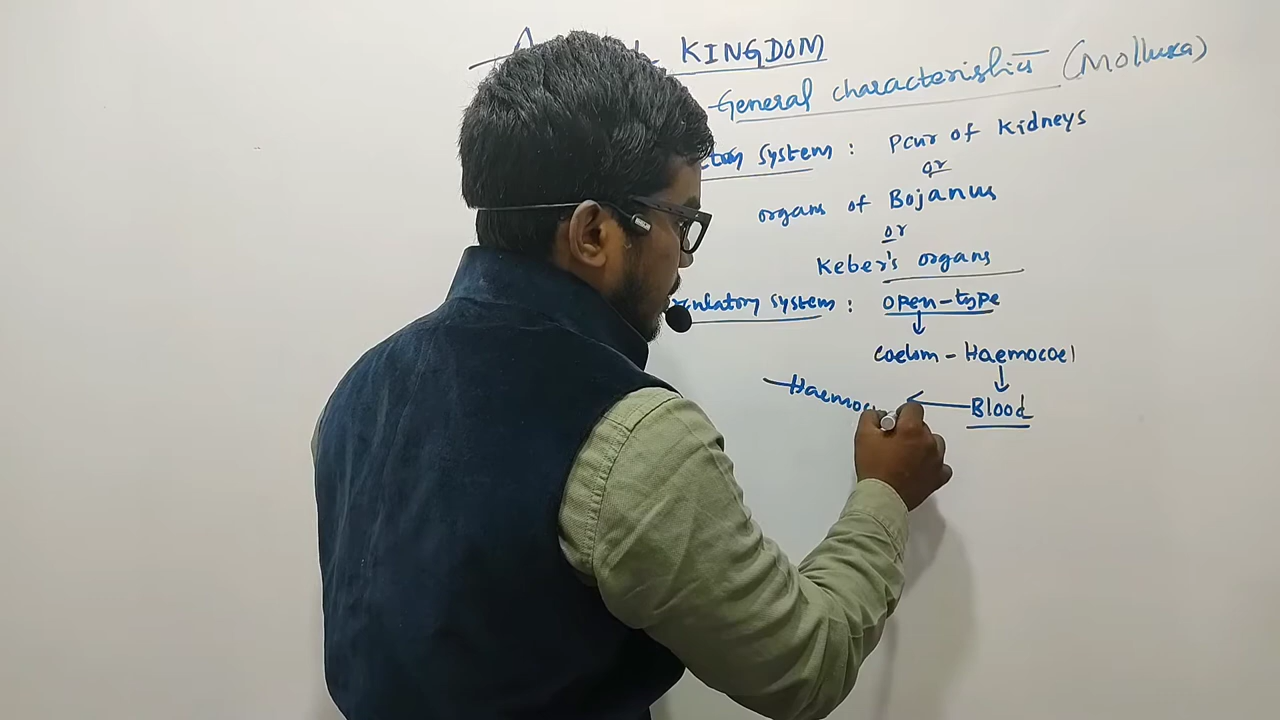 KINGDOM
General characteristics (Mollusca)
system : Pair of Kidneys
or
organs of Bojanus
or
Keber's organs
system : open-type
Coelom - Haemocoel
Blood